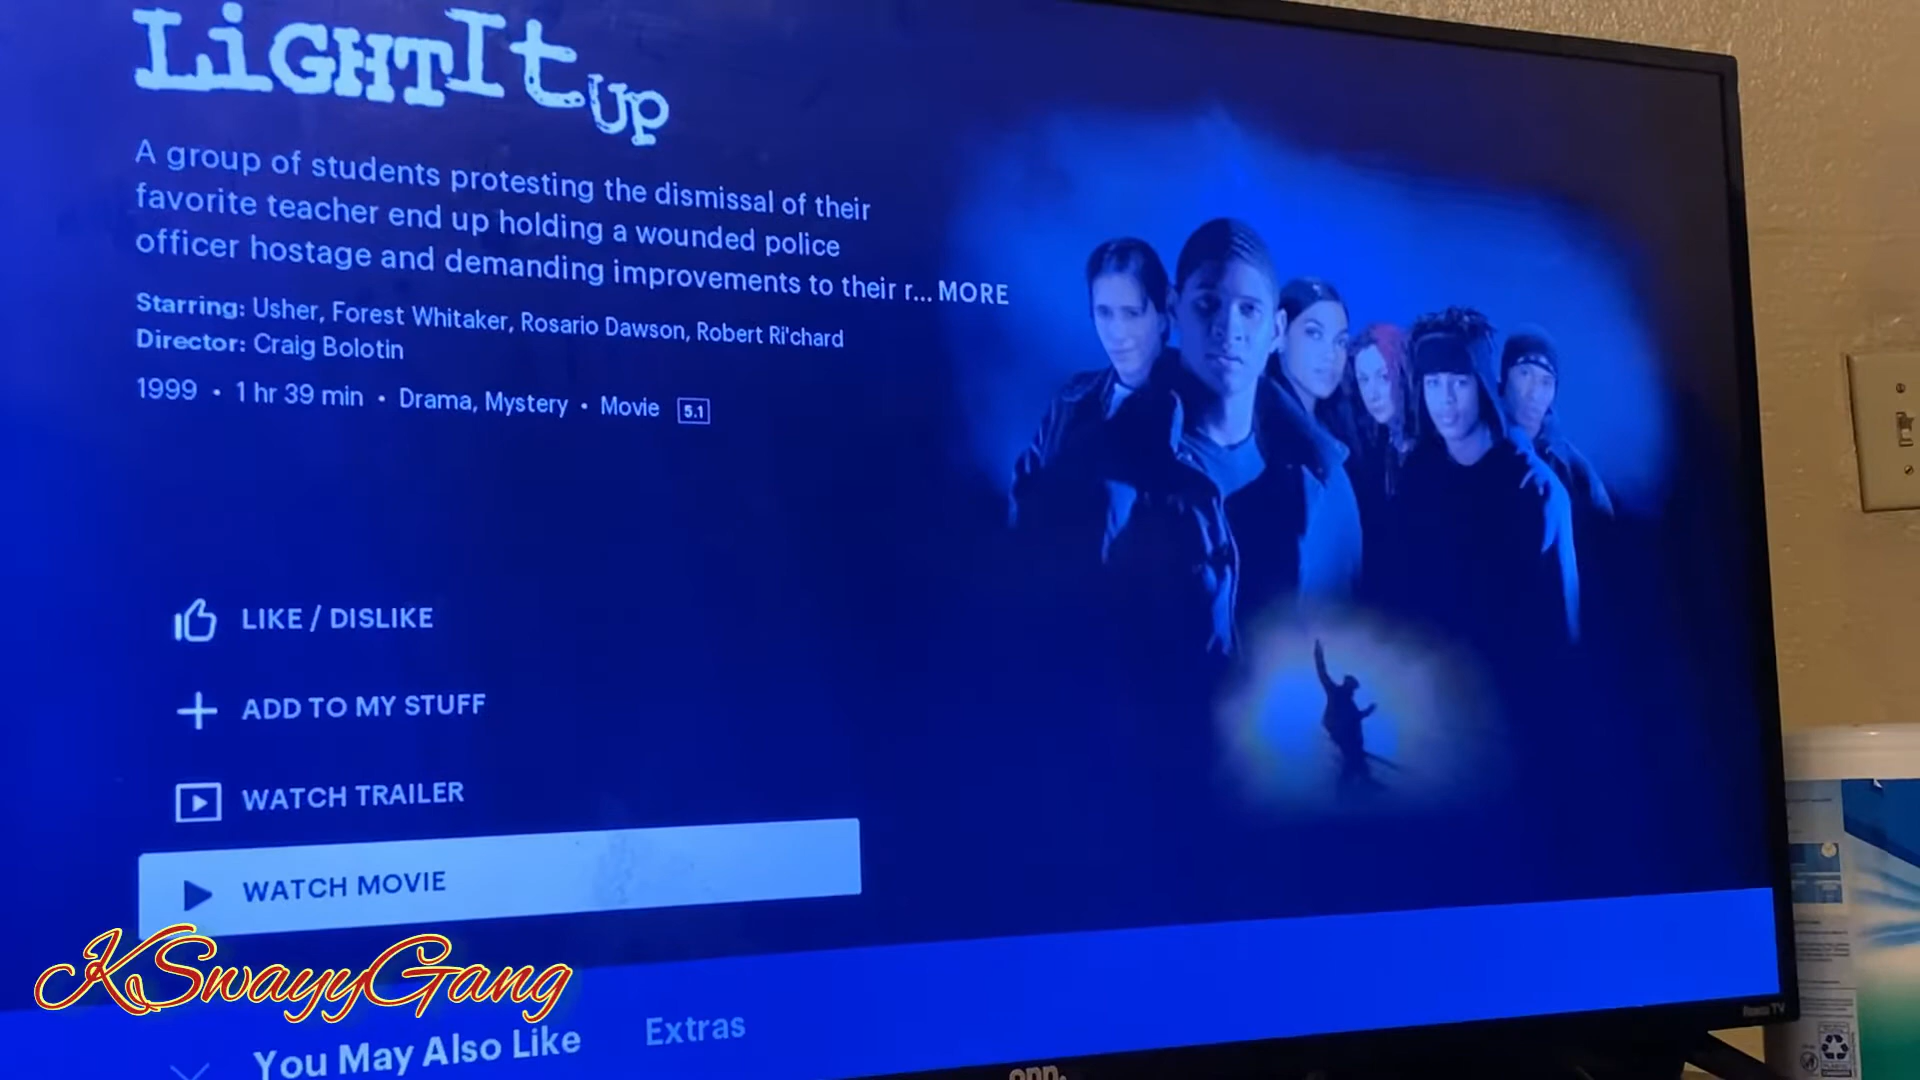 LiGHT It UP
A group of students protesting the dismissal of their
favorite teacher end up holding a wounded police
officer hostage and demanding improvements to their r... MORE
Starring: Usher, Forest Whitaker, Rosario Dawson, Robert Ri'chard
Director: Craig Bolotin
1999 • 1 hr 39 min • Drama, Mystery • Movie 5.1
LIKE / DISLIKE
ADD TO MY STUFF
WATCH TRAILER
WATCH MOVIE
KSwayyGang
You May Also Like Extras
Roku TV
onn.